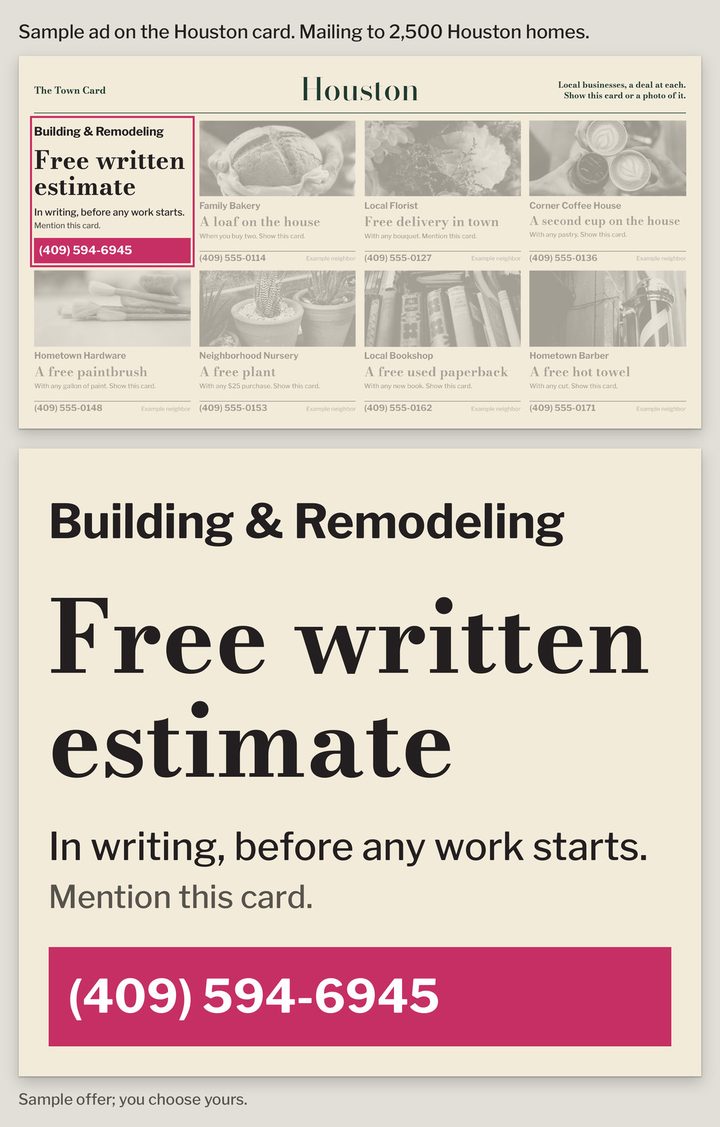 Sample ad on the Houston card. Mailing to 2,500 Houston homes.
The Town Card
Houston
Local businesses, a deal at each.
Show this card or a photo of it.
Building & Remodeling
Free written
estimate
In writing, before any work starts.
Mention this card.
(409) 594-6945
Family Bakery
A loaf on the house
When you buy two. Show this card.
(409) 555-0114
Example neighbor
Local Florist
Free delivery in town
With any bouquet. Mention this card.
(409) 555-0127
Example neighbor
Corner Coffee House
A second cup on the house
With any pastry. Show this card.
(409) 555-0136
Example neighbor
Hometown Hardware
A free paintbrush
With any gallon of paint. Show this card.
(409) 555-0148
Example neighbor
Neighborhood Nursery
A free plant
With any $25 purchase. Show this card.
(409) 555-0153
Example neighbor
Local Bookshop
A free used paperback
With any new book. Show this card.
(409) 555-0162
Example neighbor
Hometown Barber
A free hot towel
With any cut. Show this card.
(409) 555-0171
Example neighbor
Building & Remodeling
Free written
estimate
In writing, before any work starts.
Mention this card.
(409) 594-6945
Sample offer; you choose yours.